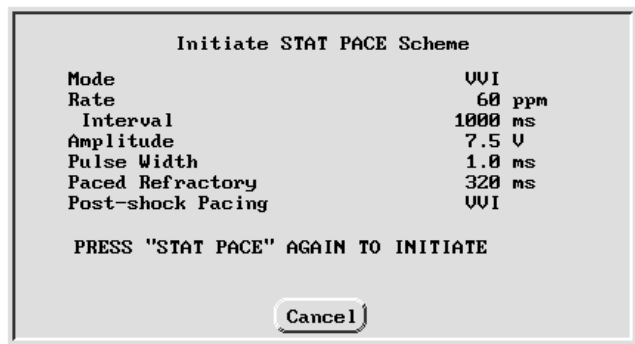 Initiate STAT PACE Scheme
Mode VVI
Rate 60 ppm
Interval 1000 ms
Amplitude 7.5 V
Pulse Width 1.0 ms
Paced Refractory 320 ms
Post-shock Pacing VVI
PRESS "STAT PACE" AGAIN TO INITIATE
Cancel